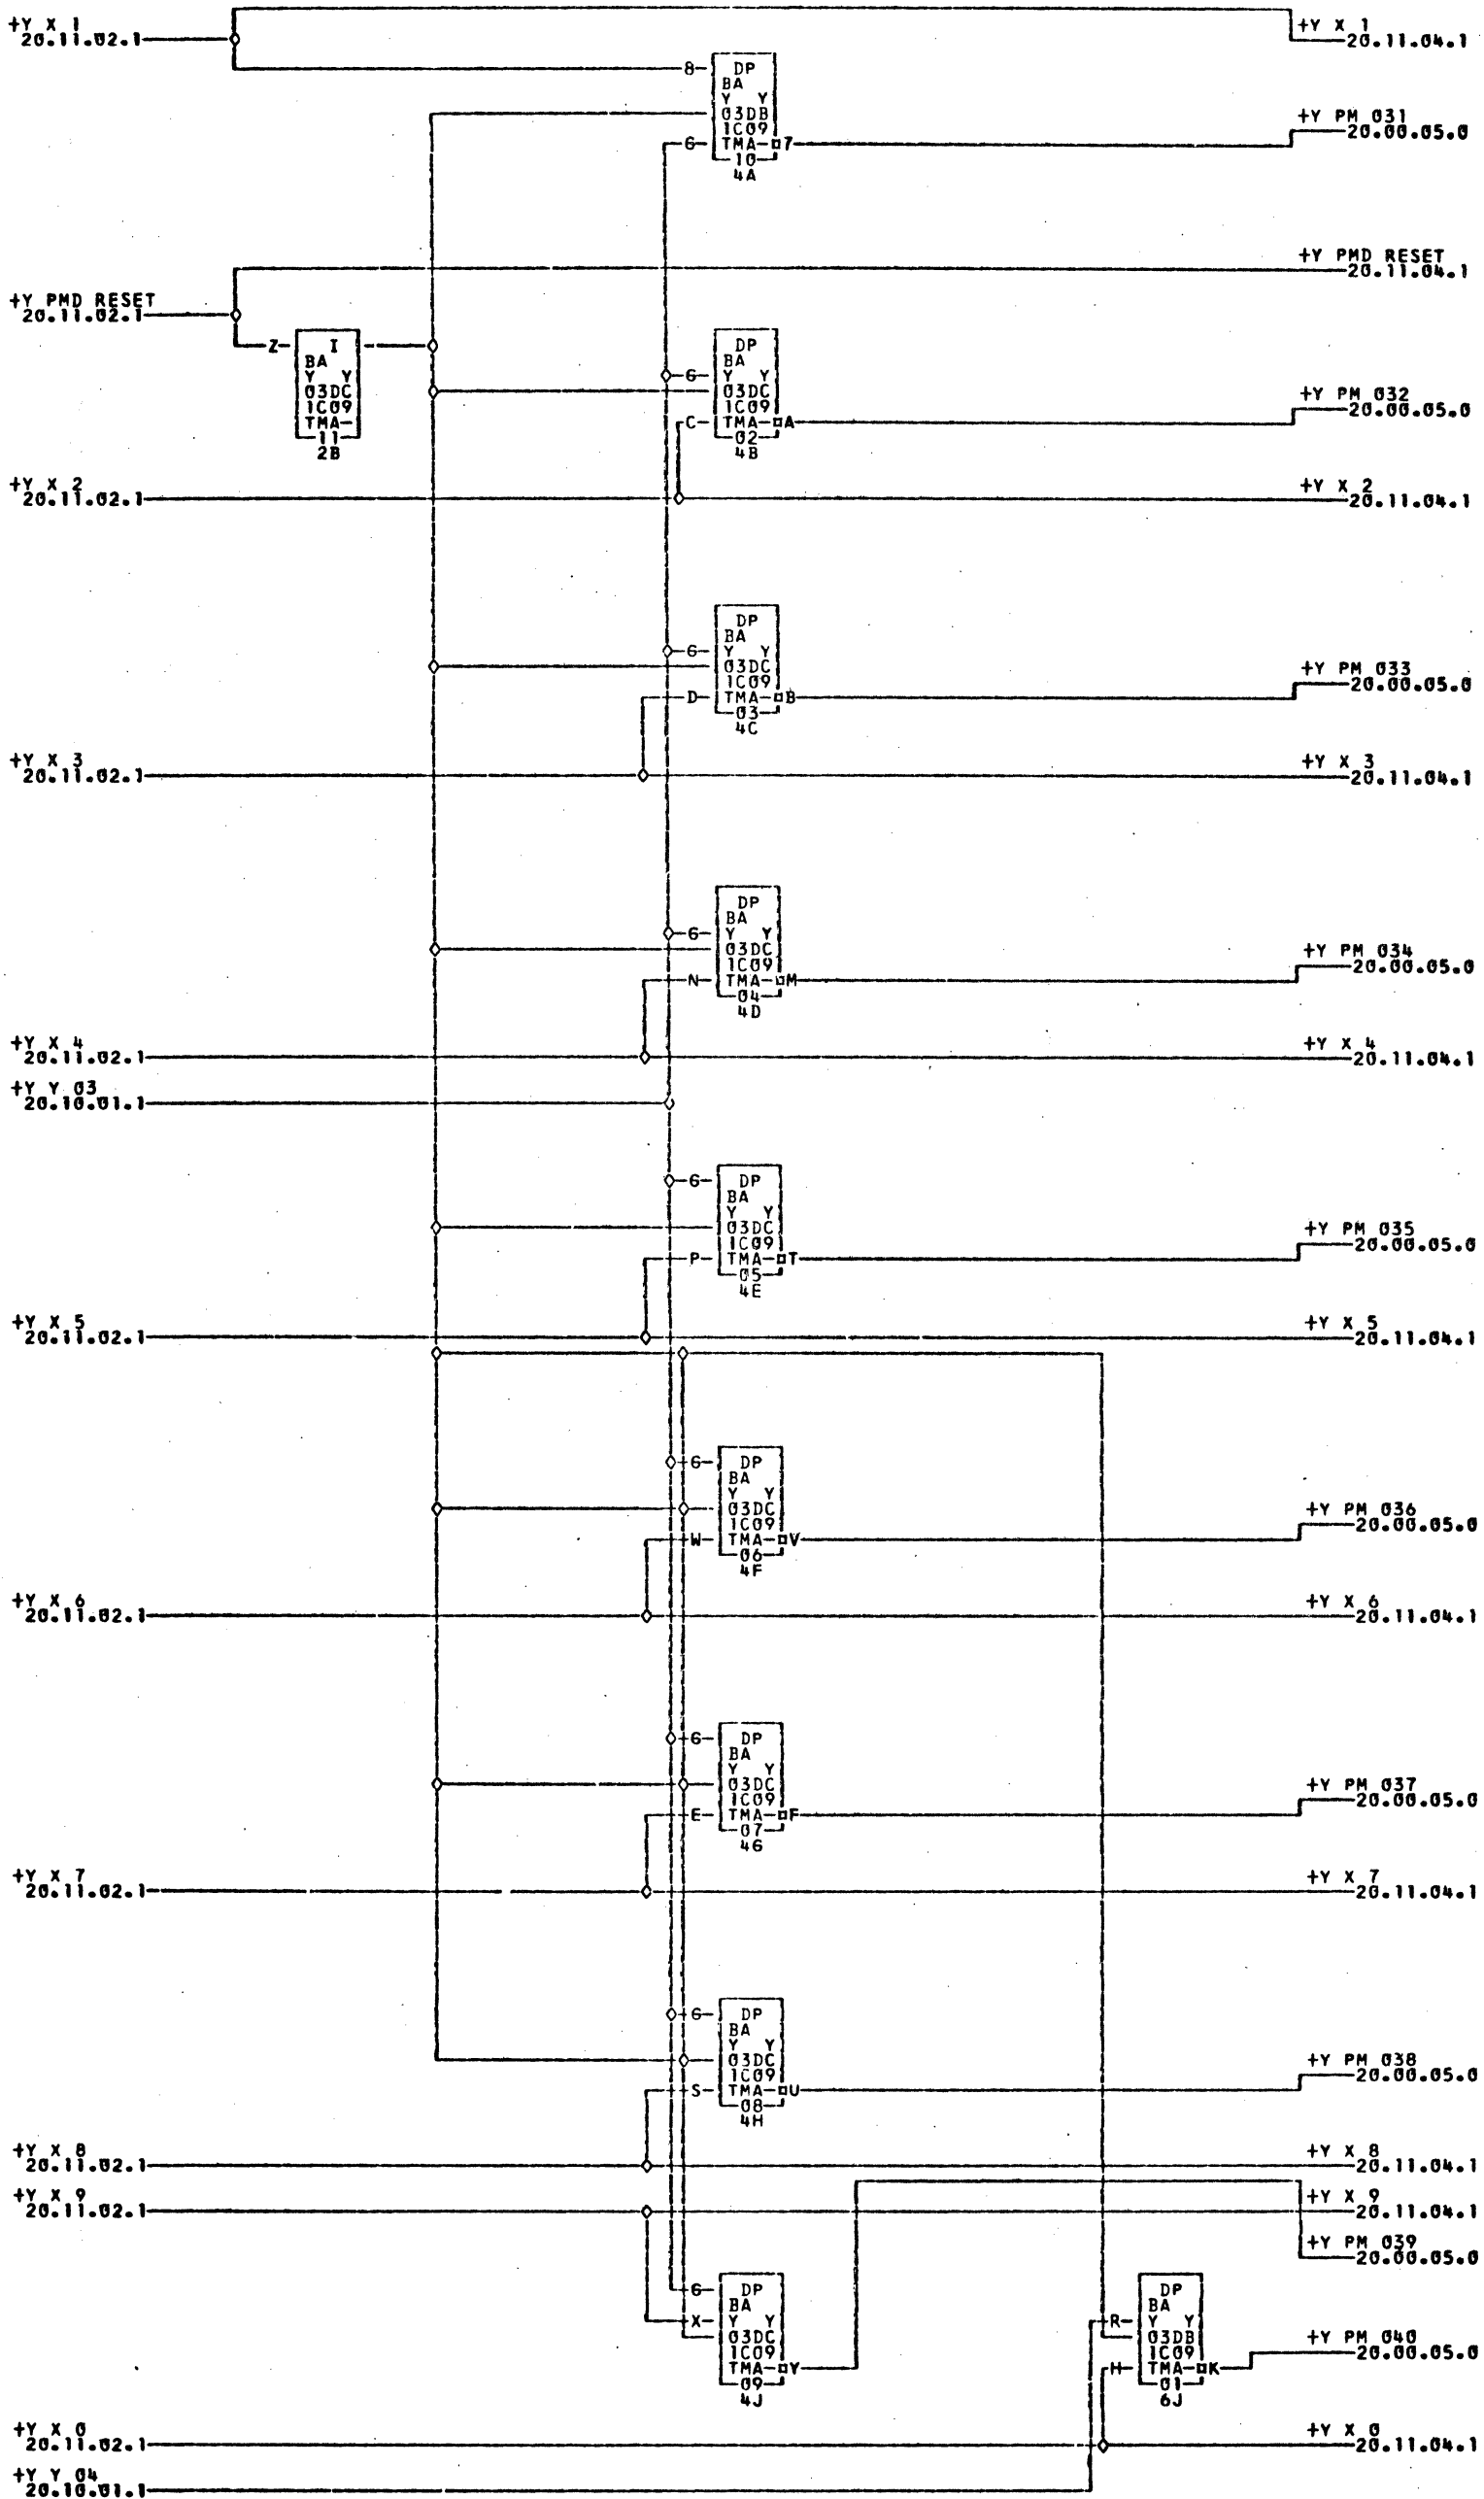 +Y X 1
20.11.02.1
+Y X 1
20.11.04.1
8
DP
BA
Y Y
03DB
1C09
6 TMA 7
10
4A
+Y PM 031
20.00.05.0
+Y PMD RESET
20.11.04.1
+Y PMD RESET
20.11.02.1
Z I
BA
Y Y
03DC
1C09
TMA
11
2B
DP
BA
6 Y Y
03DC
1C09
C TMA A
02
4B
+Y PM 032
20.00.05.0
+Y X 2
20.11.02.1
+Y X 2
20.11.04.1
DP
BA
6 Y Y
03DC
1C09
D TMA B
03
4C
+Y PM 033
20.00.05.0
+Y X 3
20.11.02.1
+Y X 3
20.11.04.1
DP
BA
6 Y Y
03DC
1C09
N TMA M
04
4D
+Y PM 034
20.00.05.0
+Y X 4
20.11.02.1
+Y X 4
20.11.04.1
+Y Y 03
20.10.01.1
6 DP
BA
Y Y
03DC
1C09
P TMA T
05
4E
+Y PM 035
20.00.05.0
+Y X 5
20.11.02.1
+Y X 5
20.11.04.1
6 DP
BA
Y Y
03DC
1C09
W TMA V
06
4F
+Y PM 036
20.00.05.0
+Y X 6
20.11.02.1
+Y X 6
20.11.04.1
6 DP
BA
Y Y
03DC
1C09
E TMA F
07
4G
+Y PM 037
20.00.05.0
+Y X 7
20.11.02.1
+Y X 7
20.11.04.1
6 DP
BA
Y Y
03DC
1C09
S TMA U
08
4H
+Y PM 038
20.00.05.0
+Y X 8
20.11.02.1
+Y X 8
20.11.04.1
+Y X 9
20.11.02.1
+Y X 9
20.11.04.1
+Y PM 039
20.00.05.0
6 DP
BA
X Y Y
03DC
1C09
TMA Y
09
4J
DP
BA
R Y Y
03DB
1C09
H TMA K
01
6J
+Y PM 040
20.00.05.0
+Y X 0
20.11.02.1
+Y X 0
20.11.04.1
+Y Y 04
20.10.01.1